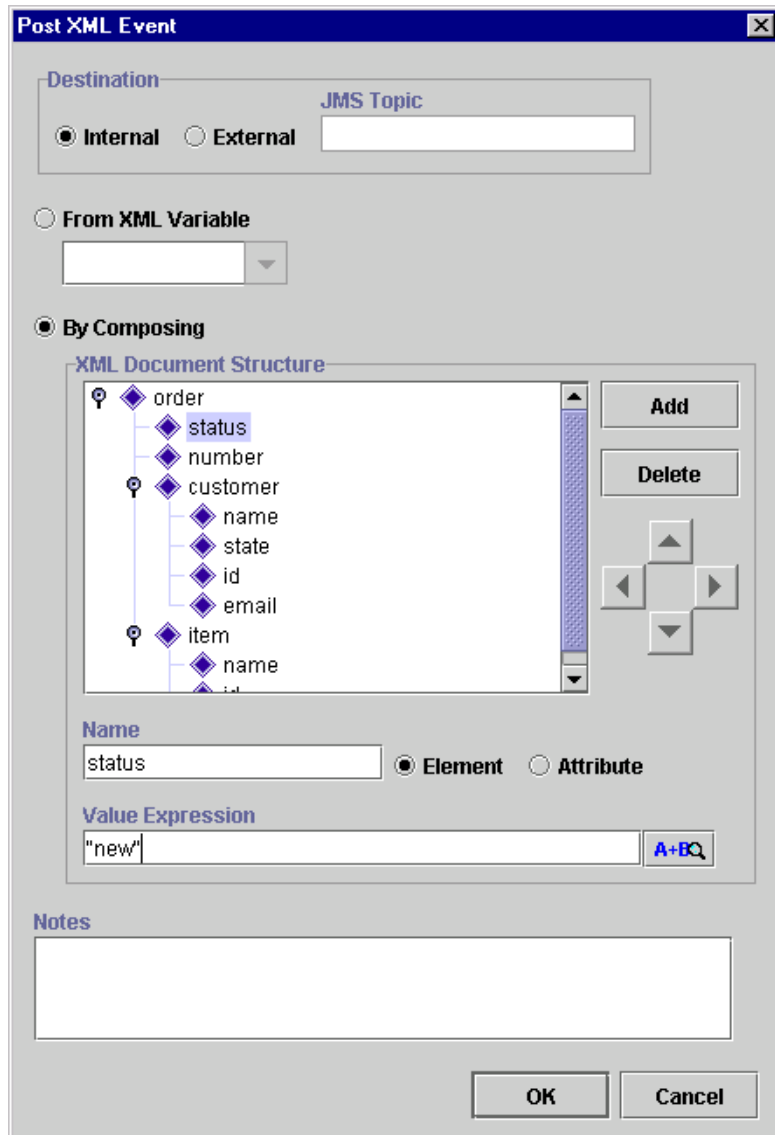 Post XML Event
Destination
JMS Topic
Internal External
From XML Variable
By Composing
XML Document Structure
order
Add
status
number
customer
Delete
name
state
id
email
item
name
Name
status
Element Attribute
Value Expression
"new"
A+B
Notes
OK Cancel